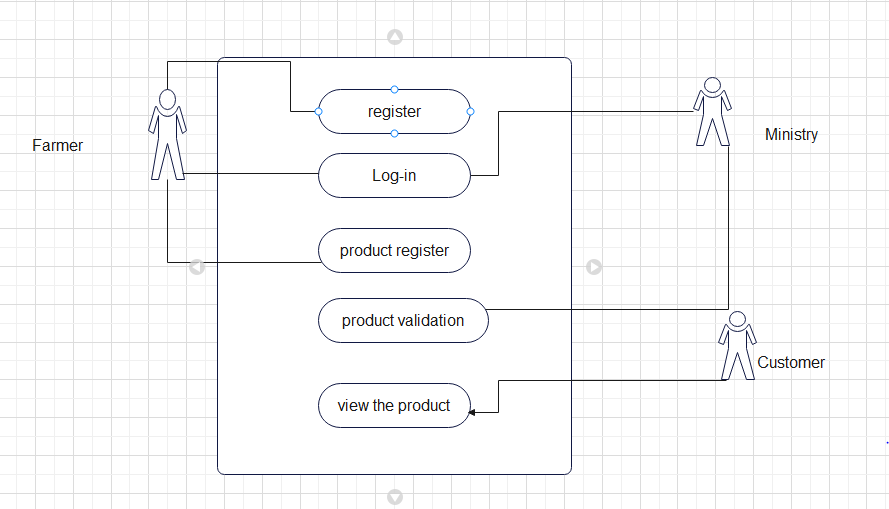 register
Ministry
Farmer
Log-in
product register
product validation
Customer
view the product